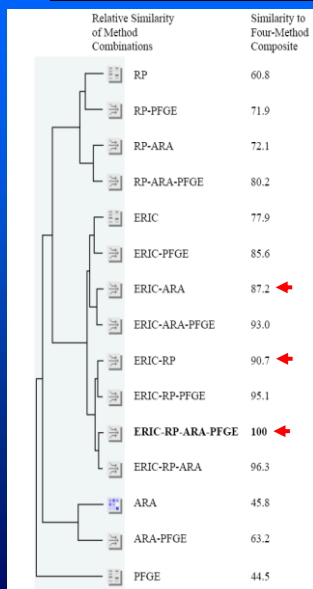 Relative Similarity Similarity to
of Method Four-Method
Combinations Composite
RP 60.8
RP-PFGE 71.9
RP-ARA 72.1
RP-ARA-PFGE 80.2
ERIC 77.9
ERIC-PFGE 85.6
ERIC-ARA 87.2
ERIC-ARA-PFGE 93.0
ERIC-RP 90.7
ERIC-RP-PFGE 95.1
ERIC-RP-ARA-PFGE 100
ERIC-RP-ARA 96.3
ARA 45.8
ARA-PFGE 63.2
PFGE 44.5